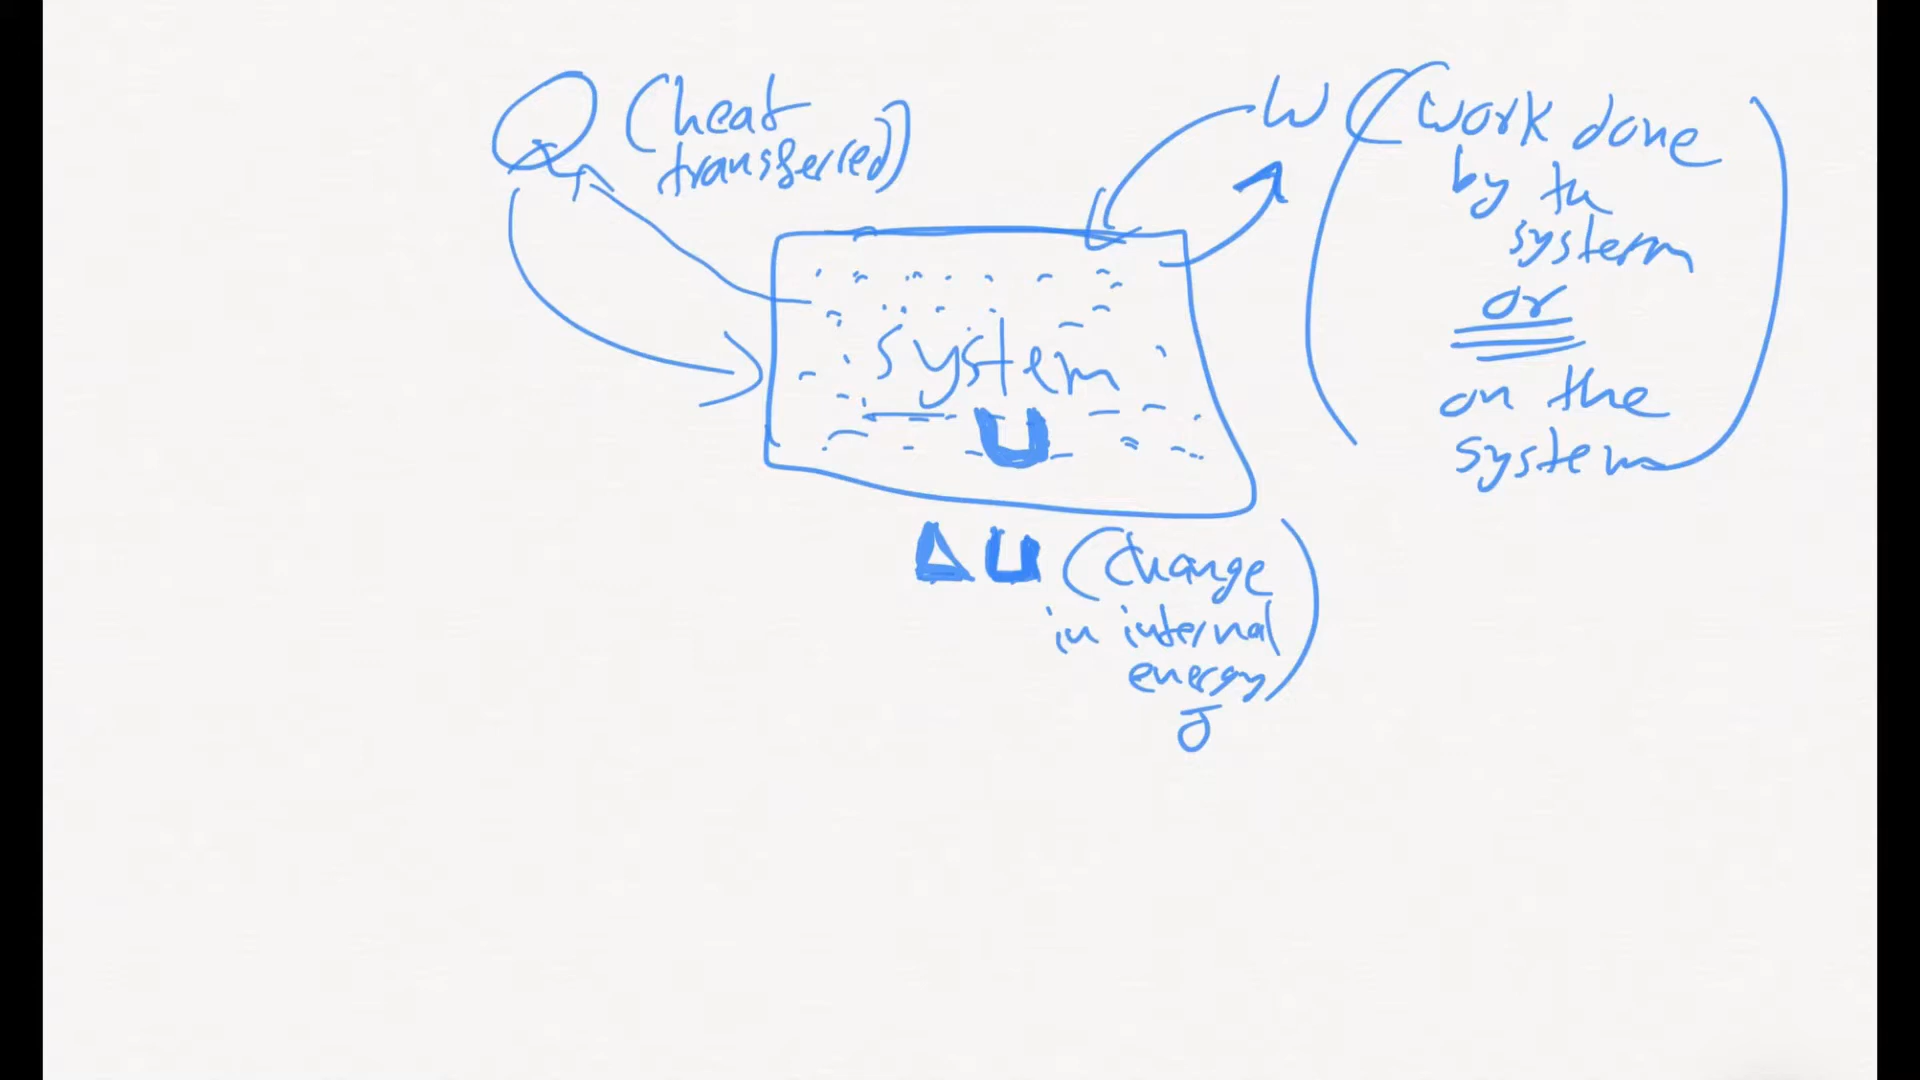 Q (heat
transferred)
W (work done
by the
system
or
on the
system)
system
U
ΔU (change
in internal
energy)